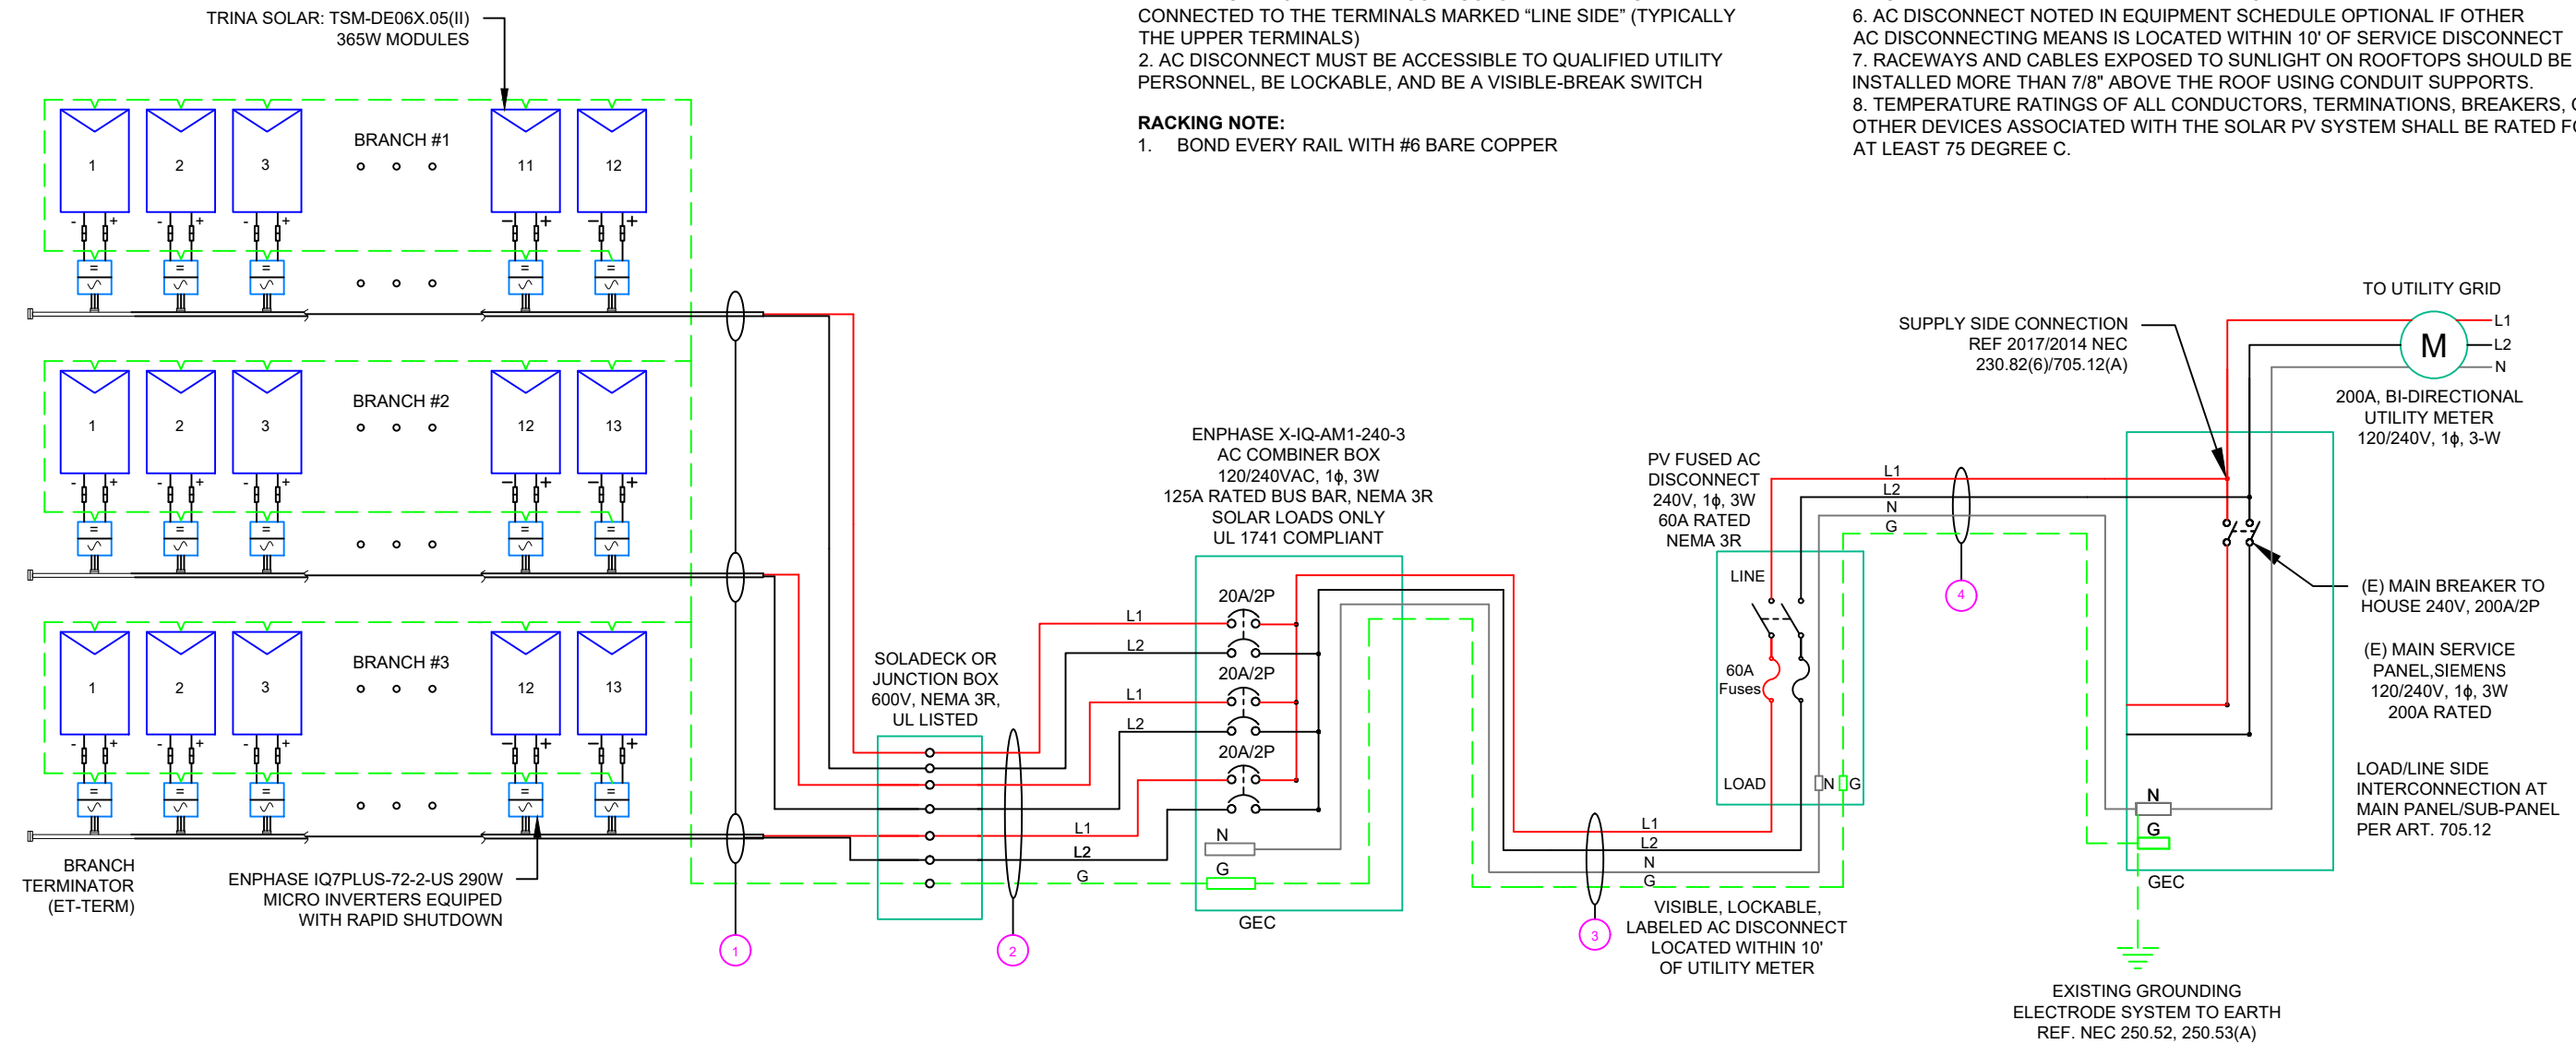 TRINA SOLAR: TSM-DE06X.05(II)
365W MODULES
CONNECTED TO THE TERMINALS MARKED “LINE SIDE” (TYPICALLY
THE UPPER TERMINALS)
2. AC DISCONNECT MUST BE ACCESSIBLE TO QUALIFIED UTILITY
PERSONNEL, BE LOCKABLE, AND BE A VISIBLE-BREAK SWITCH
RACKING NOTE:
1. BOND EVERY RAIL WITH #6 BARE COPPER
6. AC DISCONNECT NOTED IN EQUIPMENT SCHEDULE OPTIONAL IF OTHER
AC DISCONNECTING MEANS IS LOCATED WITHIN 10' OF SERVICE DISCONNECT
7. RACEWAYS AND CABLES EXPOSED TO SUNLIGHT ON ROOFTOPS SHOULD BE
INSTALLED MORE THAN 7/8" ABOVE THE ROOF USING CONDUIT SUPPORTS.
8. TEMPERATURE RATINGS OF ALL CONDUCTORS, TERMINATIONS, BREAKERS,
OTHER DEVICES ASSOCIATED WITH THE SOLAR PV SYSTEM SHALL BE RATED
AT LEAST 75 DEGREE C.
BRANCH #1
1 2 3 11 12
- + - + - + - + - +
BRANCH #2
1 2 3 12 13
- + - + - + - + - +
BRANCH #3
1 2 3 12 13
- + - + - + - + - +
BRANCH
TERMINATOR
(ET-TERM)
ENPHASE IQ7PLUS-72-2-US 290W
MICRO INVERTERS EQUIPED
WITH RAPID SHUTDOWN
1
SOLADECK OR
JUNCTION BOX
600V, NEMA 3R,
UL LISTED
L1
L2
L1
L2
L1
L2
G
2
ENPHASE X-IQ-AM1-240-3
AC COMBINER BOX
120/240VAC, 1ϕ, 3W
125A RATED BUS BAR, NEMA 3R
SOLAR LOADS ONLY
UL 1741 COMPLIANT
20A/2P
20A/2P
20A/2P
N
G
GEC
L1
L2
N
G
3
PV FUSED AC
DISCONNECT
240V, 1ϕ, 3W
60A RATED
NEMA 3R
LINE
60A
Fuses
LOAD
N G
VISIBLE, LOCKABLE,
LABELED AC DISCONNECT
LOCATED WITHIN 10'
OF UTILITY METER
L1
L2
N
G
4
SUPPLY SIDE CONNECTION
REF 2017/2014 NEC
230.82(6)/705.12(A)
TO UTILITY GRID
M
L1
L2
N
200A, BI-DIRECTIONAL
UTILITY METER
120/240V, 1ϕ, 3-W
(E) MAIN BREAKER TO
HOUSE 240V, 200A/2P
(E) MAIN SERVICE
PANEL,SIEMENS
120/240V, 1ϕ, 3W
200A RATED
LOAD/LINE SIDE
INTERCONNECTION AT
MAIN PANEL/SUB-PANEL
PER ART. 705.12
N
G
GEC
EXISTING GROUNDING
ELECTRODE SYSTEM TO EARTH
REF. NEC 250.52, 250.53(A)